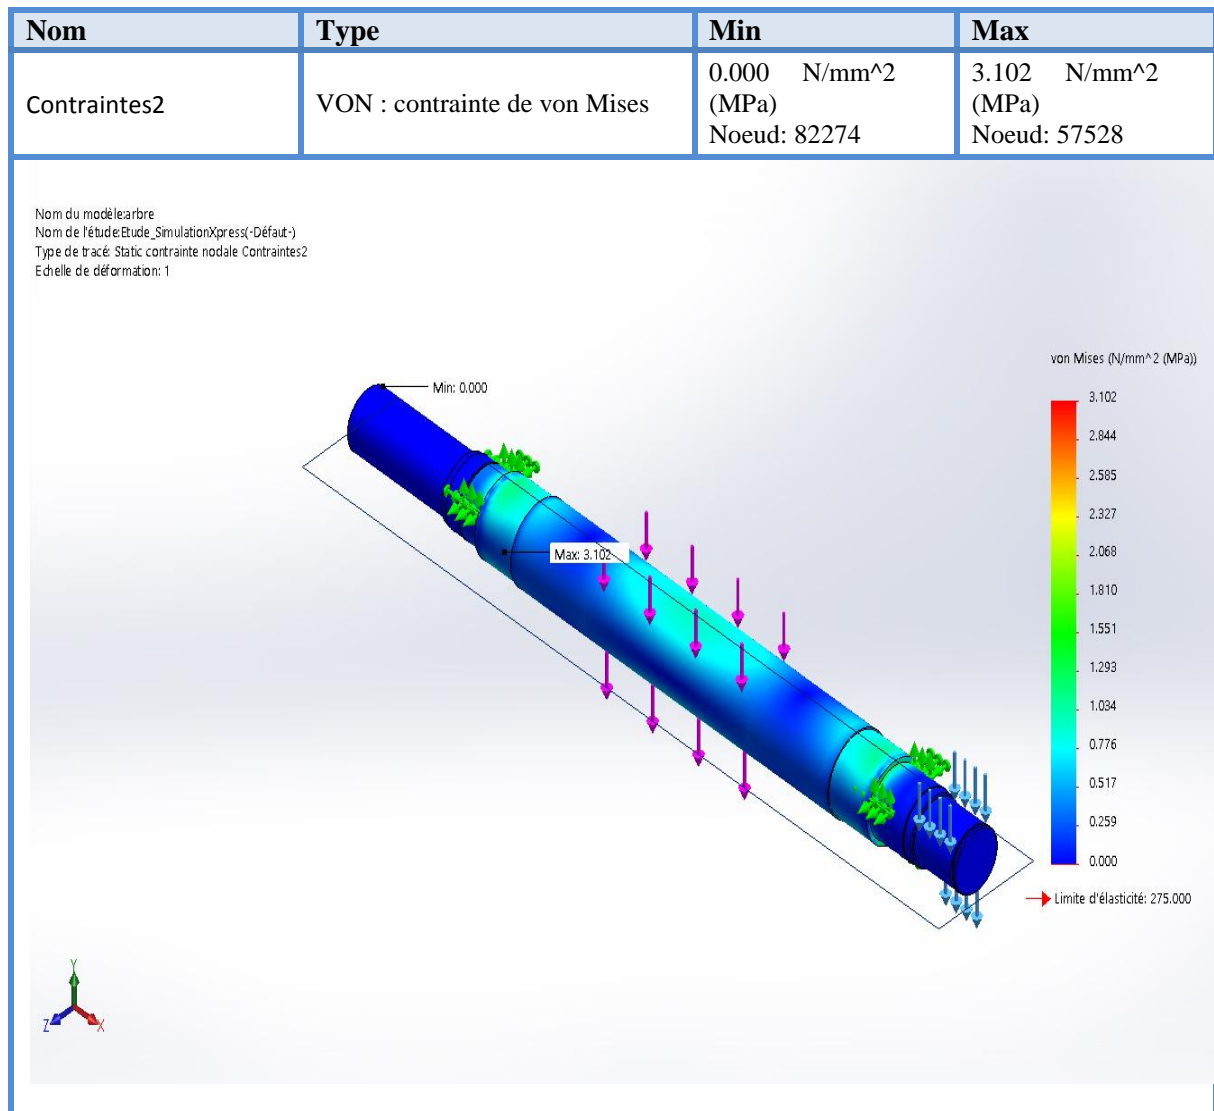 Nom Type Min Max
Contraintes2 VON : contrainte de von Mises 0.000 N/mm^2 (MPa) Noeud: 82274 3.102 N/mm^2 (MPa) Noeud: 57528
Nom du modèle:arbre
Nom de l'étude:Etude_SimulationXpress(-Défaut-)
Type de tracé: Static contrainte nodale Contraintes2
Echelle de déformation: 1
von Mises (N/mm^2 (MPa))
Min: 0.000
Max: 3.102
3.102
2.844
2.585
2.327
2.068
1.810
1.551
1.293
1.034
0.776
0.517
0.259
0.000
Limite d'élasticité: 275.000
Y
Z
X